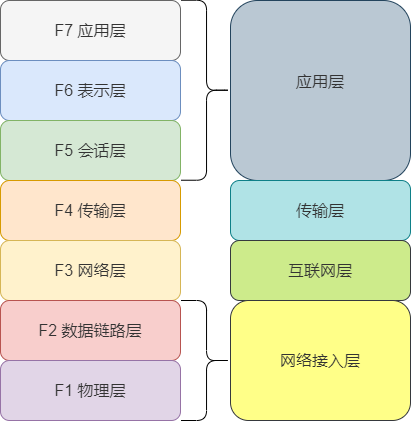 F7 应用层
F6 表示层
F5 会话层
F4 传输层
F3 网络层
F2 数据链路层
F1 物理层
应用层
传输层
互联网层
网络接入层